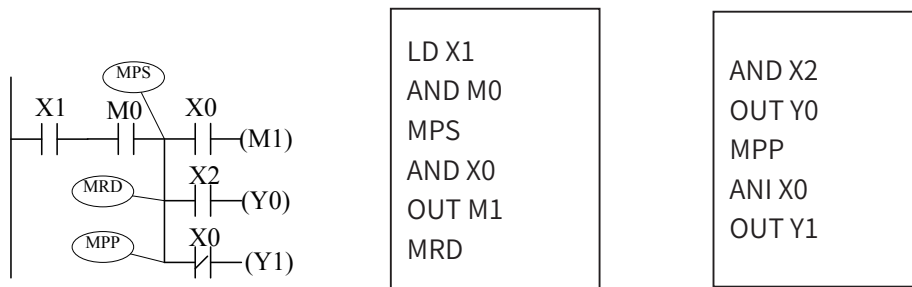 MPS
X1 M0 X0
(M1)
MRD
X2
(Y0)
MPP
X0
(Y1)
LD X1
AND M0
MPS
AND X0
OUT M1
MRD
AND X2
OUT Y0
MPP
ANI X0
OUT Y1